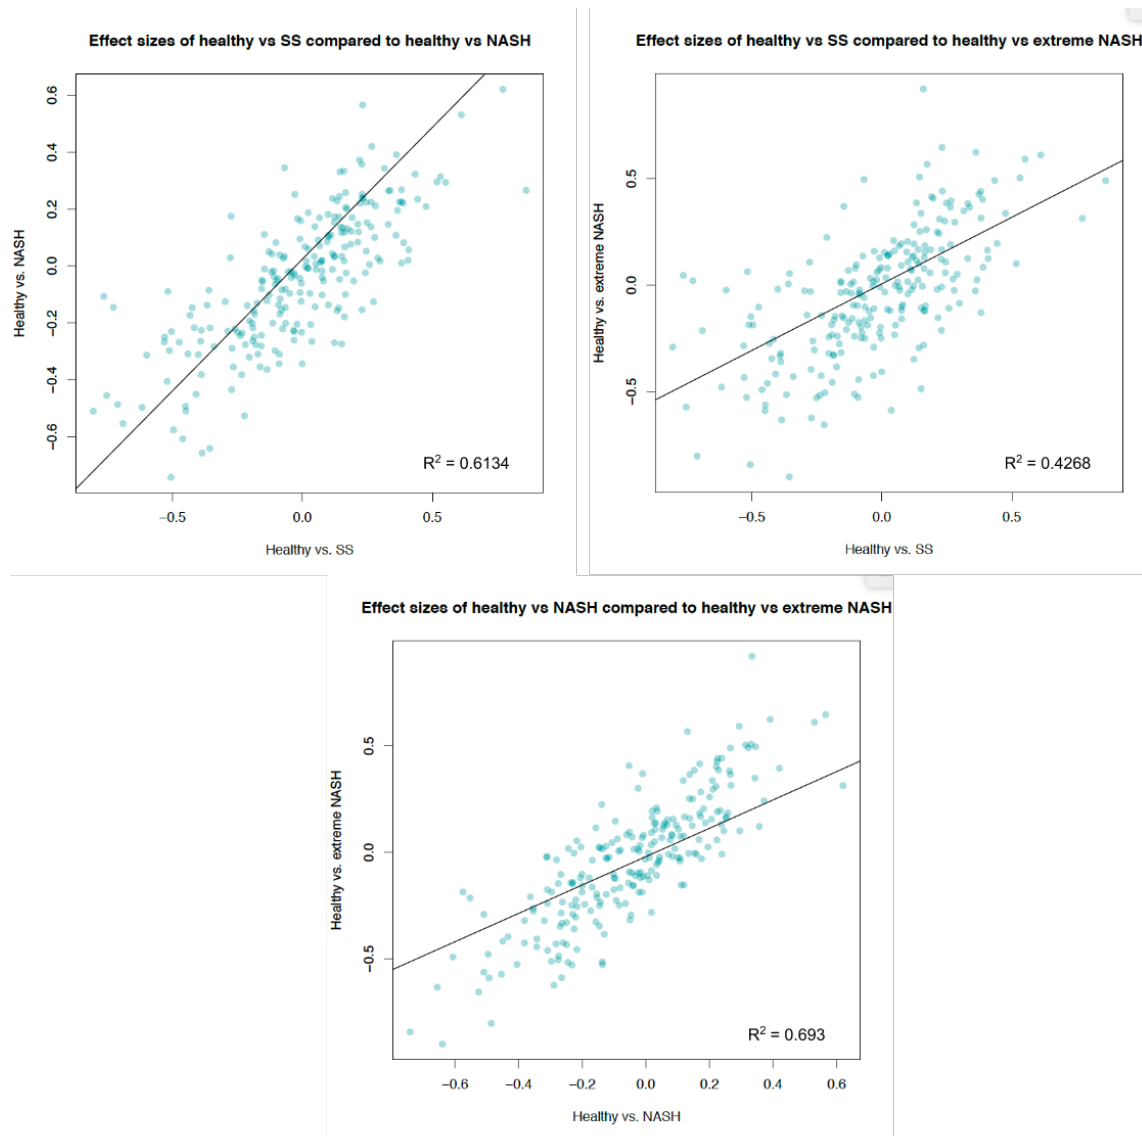 Effect sizes of healthy vs SS compared to healthy vs NASH
Healthy vs. NASH
0.6
0.4
0.2
0.0
−0.2
−0.4
−0.6
R² = 0.6134
−0.5
0.0
0.5
Healthy vs. SS
Effect sizes of healthy vs SS compared to healthy vs extreme NASH
Healthy vs. extreme NASH
0.5
0.0
−0.5
R² = 0.4268
−0.5
0.0
0.5
Healthy vs. SS
Effect sizes of healthy vs NASH compared to healthy vs extreme NASH
Healthy vs. extreme NASH
0.5
0.0
−0.5
R² = 0.693
−0.6
−0.4
−0.2
0.0
0.2
0.4
0.6
Healthy vs. NASH